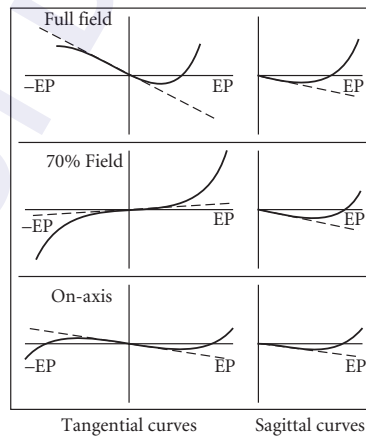 Full field
−EP EP EP
70% Field
−EP EP EP
On-axis
−EP EP EP
Tangential curves Sagittal curves